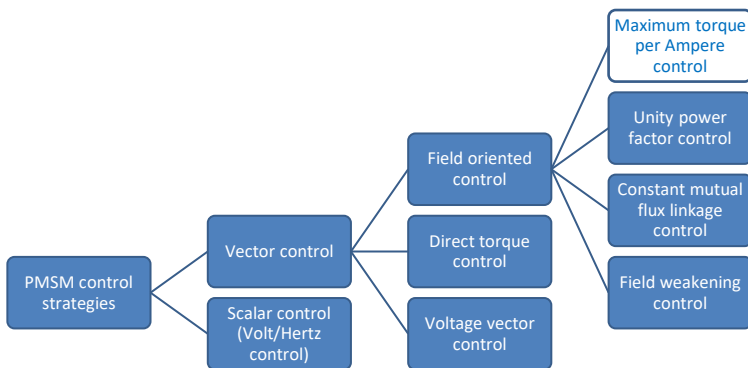 PMSM control
strategies
Vector control
Scalar control
(Volt/Hertz
control)
Field oriented
control
Direct torque
control
Voltage vector
control
Maximum torque
per Ampere
control
Unity power
factor control
Constant mutual
flux linkage
control
Field weakening
control